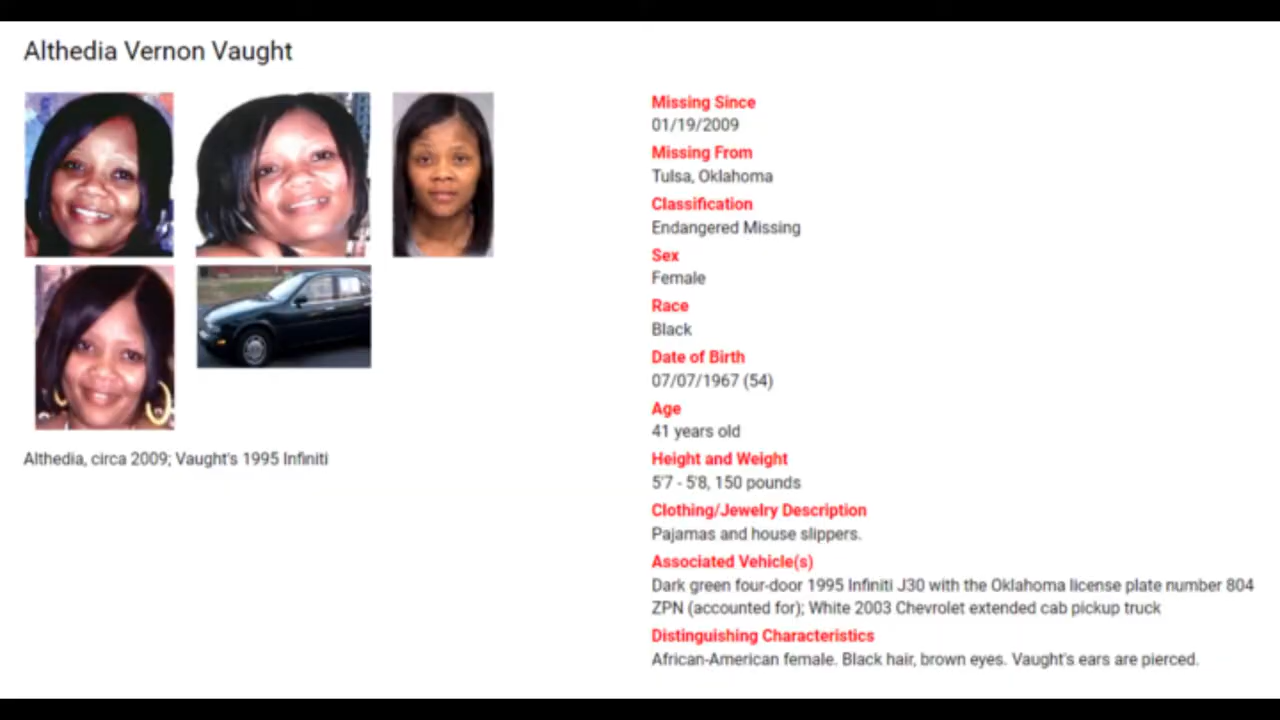 Althedia Vernon Vaught
Althedia, circa 2009; Vaught's 1995 Infiniti
Missing Since
01/19/2009
Missing From
Tulsa, Oklahoma
Classification
Endangered Missing
Sex
Female
Race
Black
Date of Birth
07/07/1967 (54)
Age
41 years old
Height and Weight
5'7 - 5'8, 150 pounds
Clothing/Jewelry Description
Pajamas and house slippers.
Associated Vehicle(s)
Dark green four-door 1995 Infiniti J30 with the Oklahoma license plate number 804
ZPN (accounted for); White 2003 Chevrolet extended cab pickup truck
Distinguishing Characteristics
African-American female. Black hair, brown eyes. Vaught's ears are pierced.